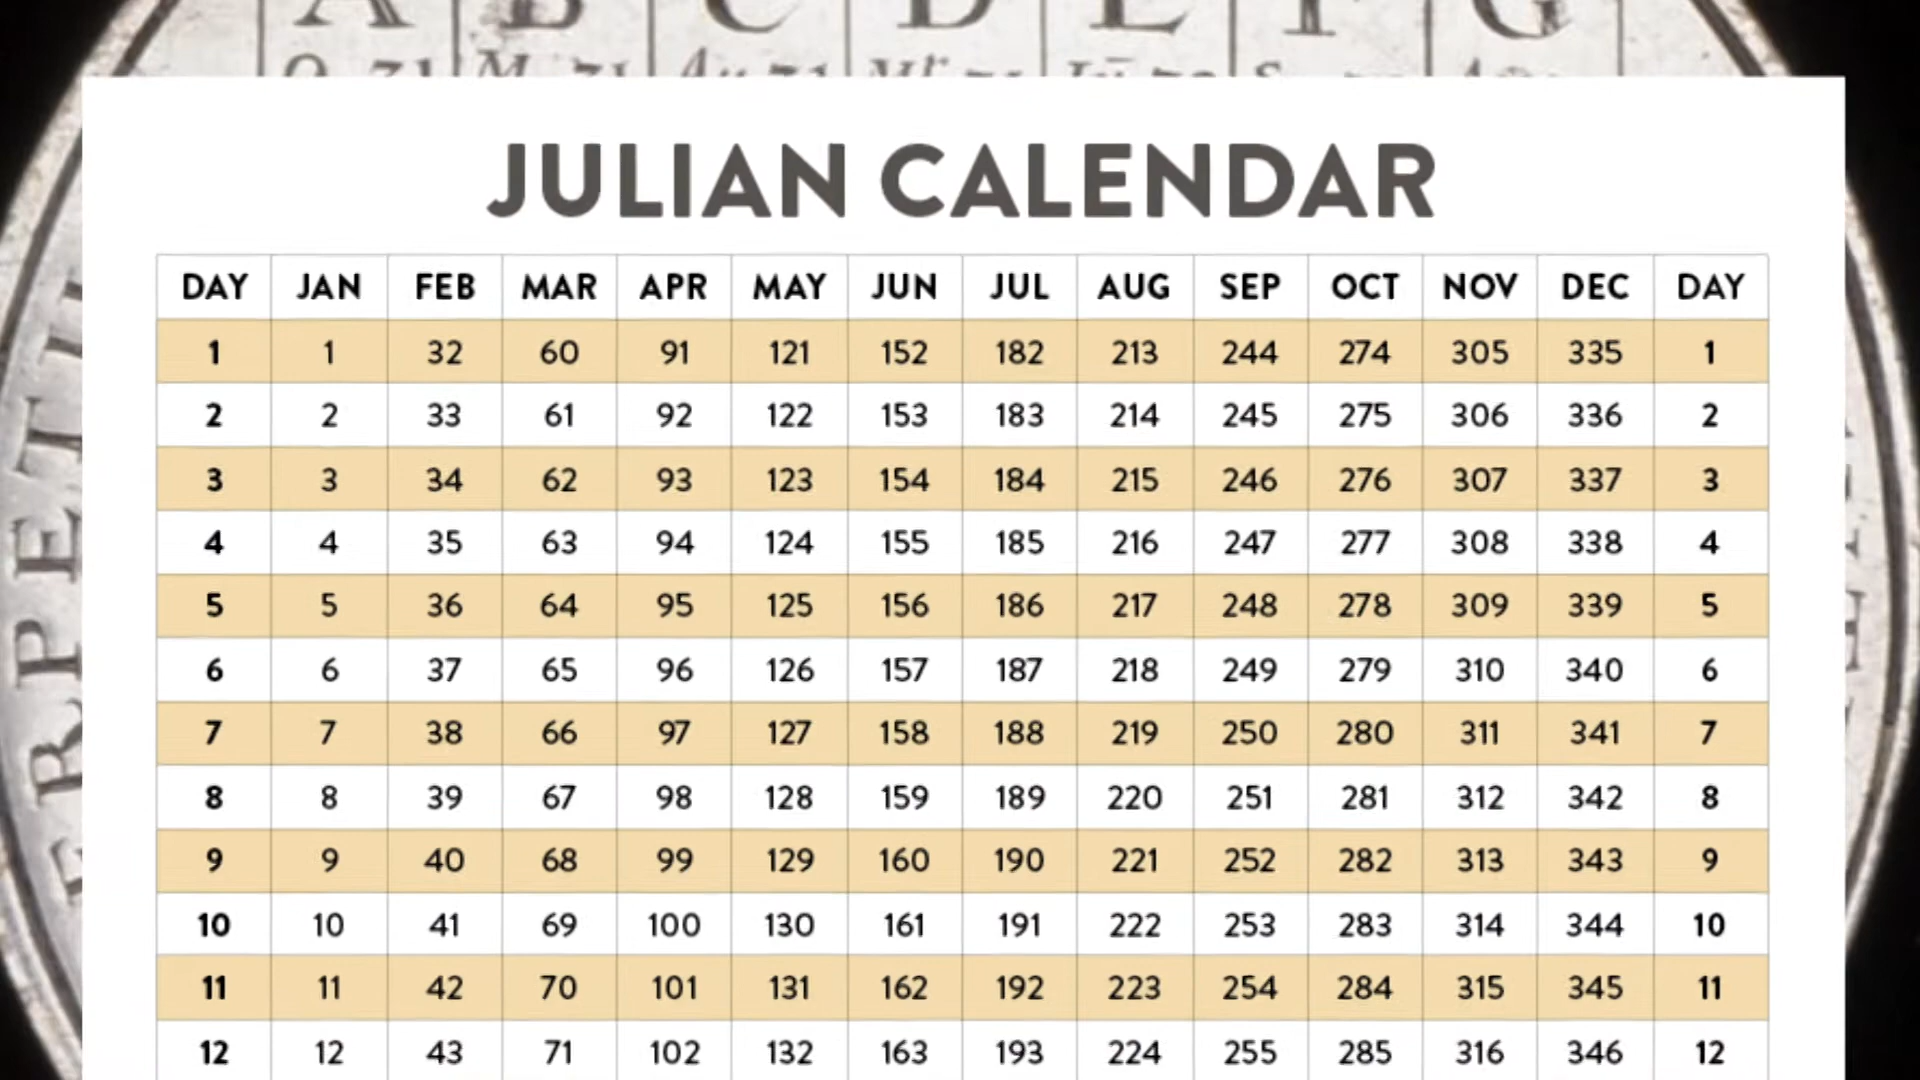 A B C D E F G
JULIAN CALENDAR
DAY JAN FEB MAR APR MAY JUN JUL AUG SEP OCT NOV DEC DAY
1 1 32 60 91 121 152 182 213 244 274 305 335 1
2 2 33 61 92 122 153 183 214 245 275 306 336 2
3 3 34 62 93 123 154 184 215 246 276 307 337 3
4 4 35 63 94 124 155 185 216 247 277 308 338 4
5 5 36 64 95 125 156 186 217 248 278 309 339 5
6 6 37 65 96 126 157 187 218 249 279 310 340 6
7 7 38 66 97 127 158 188 219 250 280 311 341 7
8 8 39 67 98 128 159 189 220 251 281 312 342 8
9 9 40 68 99 129 160 190 221 252 282 313 343 9
10 10 41 69 100 130 161 191 222 253 283 314 344 10
11 11 42 70 101 131 162 192 223 254 284 315 345 11
12 12 43 71 102 132 163 193 224 255 285 316 346 12